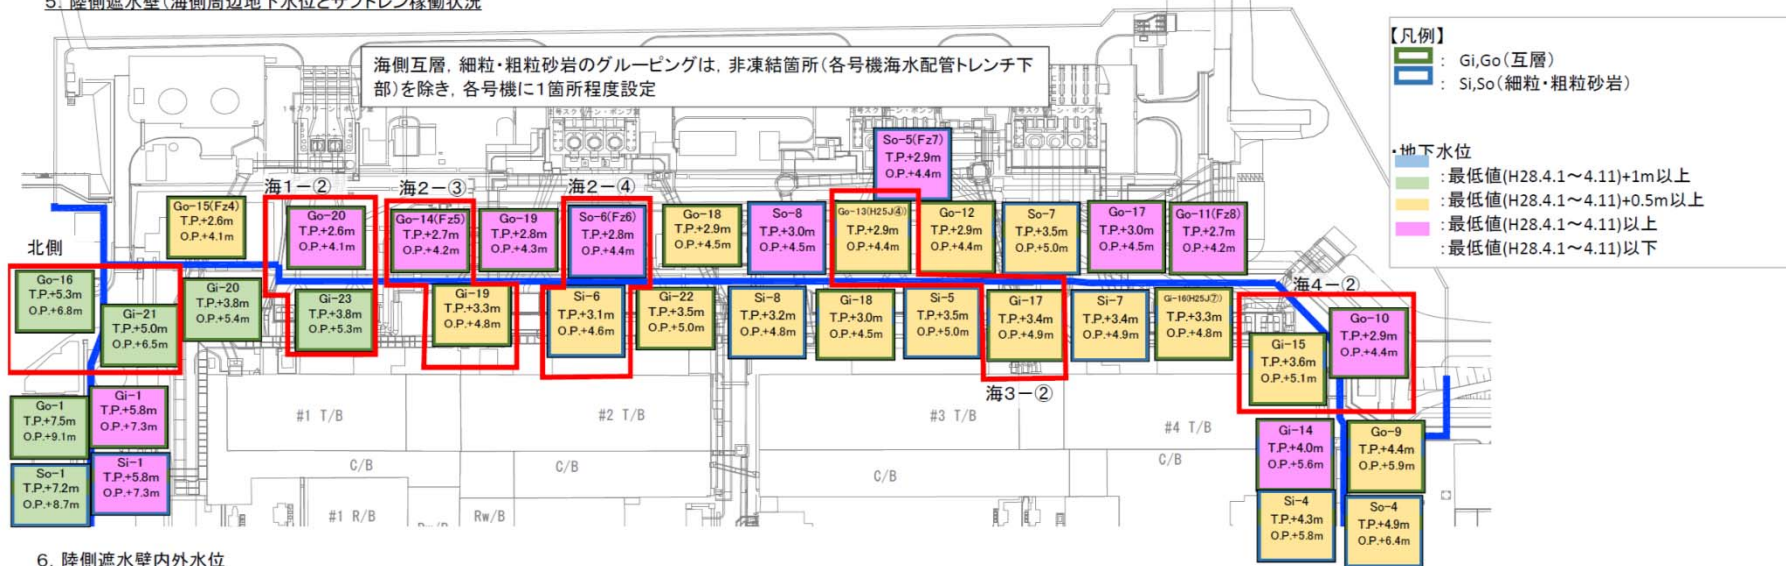 5. 陸側遮水壁(海側周辺地下水位とサブドレン稼働状況
海側互層, 細粒・粗粒砂岩のグルーピングは, 非凍結箇所(各号機海水配管トレンチ下
部)を除き, 各号機に1箇所程度設定
【凡例】
: Gi,Go(互層)
: Si,So(細粒・粗粒砂岩)
・地下水位
: 最低値(H28.4.1~4.11)+1m以上
: 最低値(H28.4.1~4.11)+0.5m以上
: 最低値(H28.4.1~4.11)以上
: 最低値(H28.4.1~4.11)以下
So-5(Fz7)
T.P.+2.9m
O.P.+4.4m
海1-②
海2-③
海2-④
Go-15(Fz4)
T.P.+2.6m
O.P.+4.1m
Go-20
T.P.+2.6m
O.P.+4.1m
Go-14(Fz5)
T.P.+2.7m
O.P.+4.2m
Go-19
T.P.+2.8m
O.P.+4.3m
So-6(Fz6)
T.P.+2.8m
O.P.+4.4m
Go-18
T.P.+2.9m
O.P.+4.5m
So-8
T.P.+3.0m
O.P.+4.5m
Go-13(H25J④)
T.P.+2.9m
O.P.+4.4m
Go-12
T.P.+2.9m
O.P.+4.4m
So-7
T.P.+3.5m
O.P.+5.0m
Go-17
T.P.+3.0m
O.P.+4.5m
Go-11(Fz8)
T.P.+2.7m
O.P.+4.2m
北側
海4-②
Go-16
T.P.+5.3m
O.P.+6.8m
Gi-21
T.P.+5.0m
O.P.+6.5m
Gi-20
T.P.+3.8m
O.P.+5.4m
Gi-23
T.P.+3.8m
O.P.+5.3m
Gi-19
T.P.+3.3m
O.P.+4.8m
Si-6
T.P.+3.1m
O.P.+4.6m
Gi-22
T.P.+3.5m
O.P.+5.0m
Si-8
T.P.+3.2m
O.P.+4.8m
Gi-18
T.P.+3.0m
O.P.+4.5m
Si-5
T.P.+3.5m
O.P.+5.0m
Gi-17
T.P.+3.4m
O.P.+4.9m
Si-7
T.P.+3.4m
O.P.+4.9m
Gi-16(H25J⑦)
T.P.+3.3m
O.P.+4.8m
Gi-15
T.P.+3.6m
O.P.+5.1m
Go-10
T.P.+2.9m
O.P.+4.4m
海3-②
Go-1
T.P.+7.5m
O.P.+9.1m
Gi-1
T.P.+5.8m
O.P.+7.3m
#1 T/B
#2 T/B
#3 T/B
#4 T/B
Gi-14
T.P.+4.0m
O.P.+5.6m
Go-9
T.P.+4.4m
O.P.+5.9m
So-1
T.P.+7.2m
O.P.+8.7m
Si-1
T.P.+5.8m
O.P.+7.3m
C/B
C/B
C/B
C/B
#1 R/B
Rw/B
Si-4
T.P.+4.3m
O.P.+5.8m
So-4
T.P.+4.9m
O.P.+6.4m
6. 陸側遮水壁内外水位